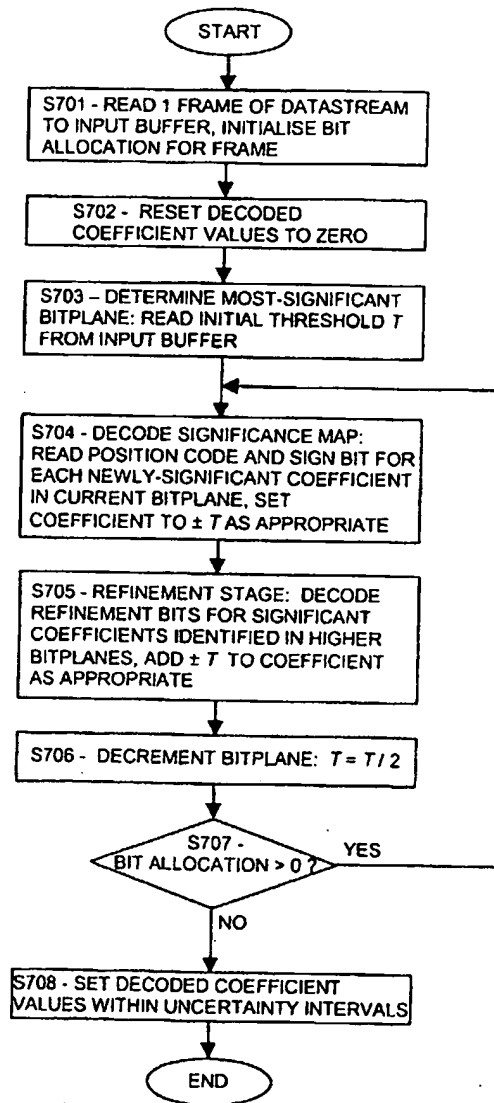 START
S701 - READ 1 FRAME OF DATASTREAM
TO INPUT BUFFER, INITIALISE BIT
ALLOCATION FOR FRAME
S702 - RESET DECODED
COEFFICIENT VALUES TO ZERO
S703 – DETERMINE MOST-SIGNIFICANT
BITPLANE: READ INITIAL THRESHOLD T
FROM INPUT BUFFER
S704 – DECODE SIGNIFICANCE MAP:
READ POSITION CODE AND SIGN BIT FOR
EACH NEWLY-SIGNIFICANT COEFFICIENT
IN CURRENT BITPLANE, SET
COEFFICIENT TO ± T AS APPROPRIATE
S705 - REFINEMENT STAGE: DECODE
REFINEMENT BITS FOR SIGNIFICANT
COEFFICIENTS IDENTIFIED IN HIGHER
BITPLANES, ADD ± T TO COEFFICIENT
AS APPROPRIATE
S706 - DECREMENT BITPLANE: T = T / 2
S707 -
BIT ALLOCATION > 0 ?
YES
NO
S708 - SET DECODED COEFFICIENT
VALUES WITHIN UNCERTAINTY INTERVALS
END